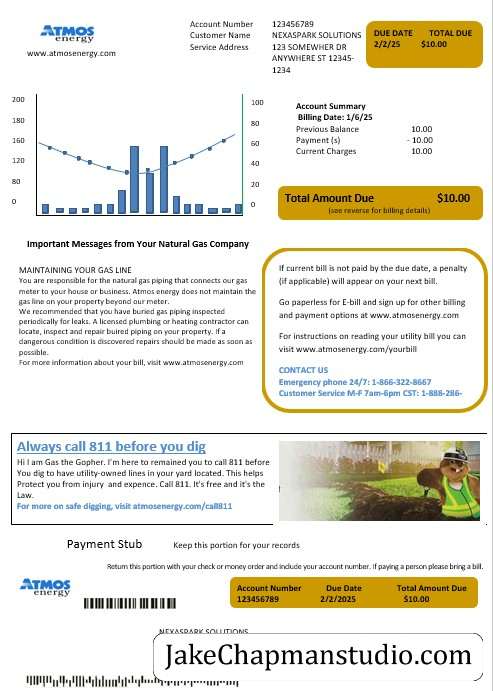 ATMOS
energy
www.atmosenergy.com
Account Number 123456789
Customer Name NEXASPARK SOLUTIONS
Service Address 123 SOMEWHER DR
ANYWHERE ST 12345-
1234
DUE DATE TOTAL DUE
2/2/25 $10.00
200
160
120
80
0
100
80
60
40
20
0
Account Summary
Billing Date: 1/6/25
Previous Balance 10.00
Payment (s) - 10.00
Current Charges 10.00
Total Amount Due $10.00
(see reverse for billing details)
Important Messages from Your Natural Gas Company
MAINTAINING YOUR GAS LINE
You are responsible for the natural gas piping that connects our gas
meter to your house or business. Atmos energy does not maintain the
gas line on your property beyond our meter.
We recommend that you have buried gas piping inspected
periodically for leaks. A licensed plumbing or heating contractor can
locate, inspect and repair buired piping on your property. If a
dangerous condition is discovered repairs should be made as soon as
possible.
For more information about your bill, visit www.atmosenergy.com
If current bill is not paid by the due date, a penalty
(if applicable) will appear on your next bill.
Go paperless for E-bill and sign up for other billing
and payment options at www.atmosenergy.com
For instructions on reading your utility bill you can
visit www.atmosenergy.com/yourbill
CONTACT US
Emergency phone 24/7: 1-866-322-8667
Customer Service M-F 7am-6pm CST: 1-888-286-
Always call 811 before you dig
Hi I am Gas the Gopher. I'm here to remained you to call 811 before
You dig to have utility-owned lines in your yard located. This helps
Protect you from injury and expence. Call 811. It's free and it's the
Law.
For more on safe digging, visit atmosenergy.com/call811
Payment Stub Keep this portion for your records
Return this portion with your check or money order and include your account number. If paying a person please bring a bill.
ATMOS
energy
Account Number Due Date Total Amount Due
123456789 2/2/2025 $10.00
NEXASPARK SOLUTIONS
JakeChapmanstudio.com